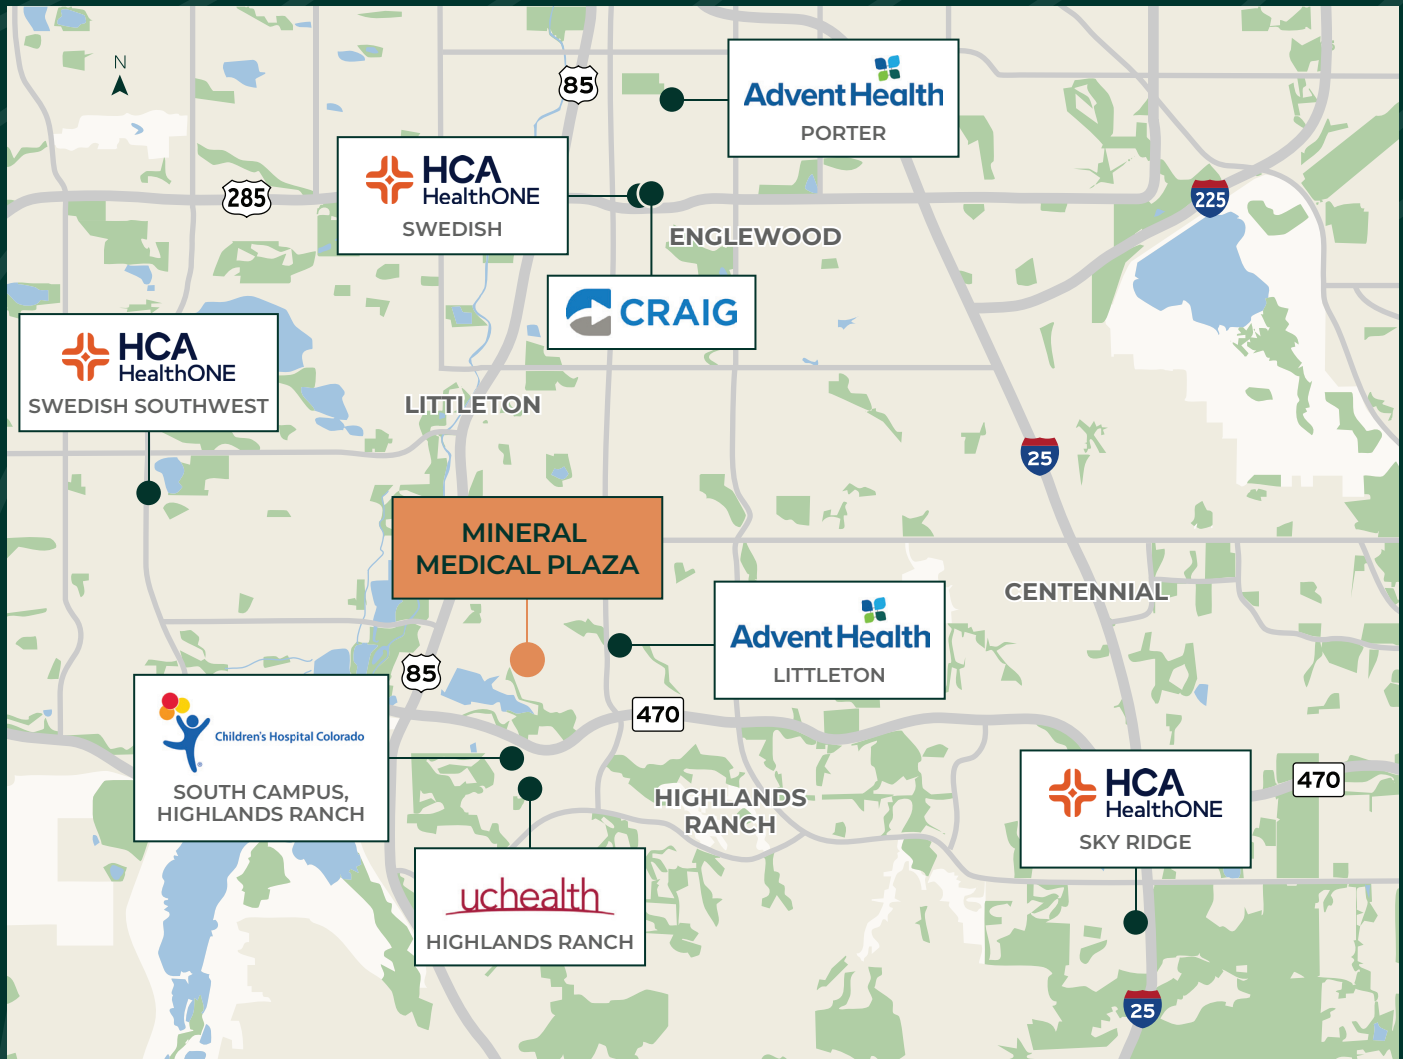 N
85
AdventHealth
PORTER
HCA
HealthONE
SWEDISH
285
225
ENGLEWOOD
CRAIG
HCA
HealthONE
SWEDISH SOUTHWEST
LITTLETON
25
MINERAL
MEDICAL PLAZA
CENTENNIAL
AdventHealth
LITTLETON
85
470
Children's Hospital Colorado
SOUTH CAMPUS,
HIGHLANDS RANCH
HIGHLANDS
RANCH
HCA
HealthONE
SKY RIDGE
470
uchealth
HIGHLANDS RANCH
25